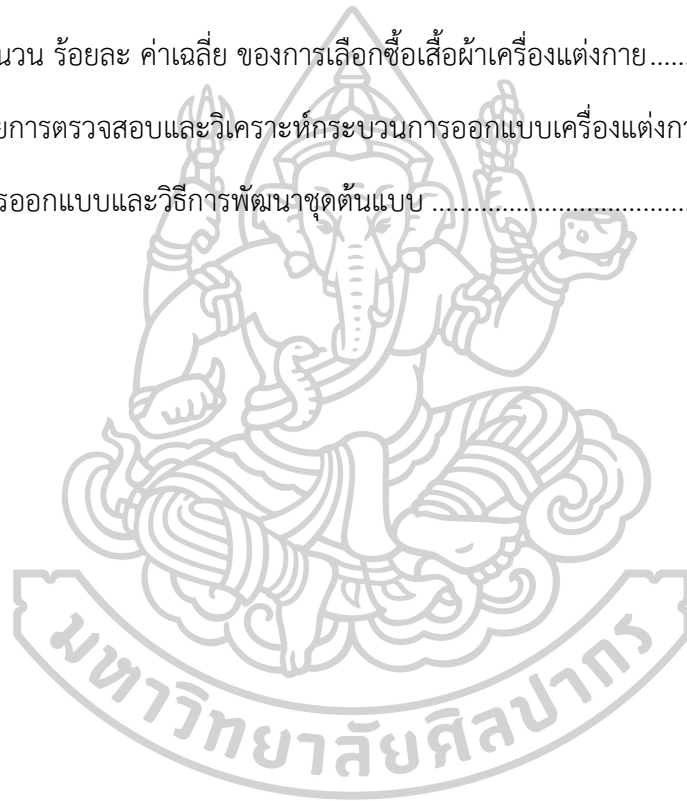 นวน ร้อยละ ค่าเฉลี่ย ของการเลือกซื้อเสื้อผ้าเครื่องแต่งกาย......
ยการตรวจสอบและวิเคราะห์กระบวนการออกแบบเครื่องแต่งกา
รออกแบบและวิธีการพัฒนาชุดต้นแบบ ....................................
มหาวิทยาลัยศิลปากร